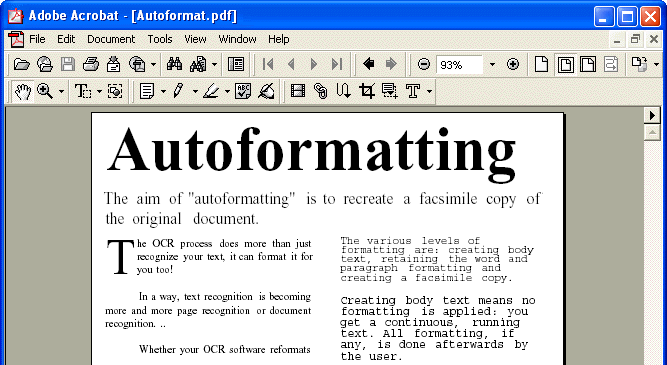 Adobe Acrobat - [Autoformat.pdf]
File Edit Document Tools View Window Help
93%
Autoformatting
The aim of "autoformatting" is to recreate a facsimile copy of
the original document.
The OCR process does more than just
recognize your text, it can format it for
you too!
In a way, text recognition is becoming
more and more page recognition or document
recognition. ..
Whether your OCR software reformats
The various levels of
formatting are: creating body
text, retaining the word and
paragraph formatting and
creating a facsimile copy.
Creating body text means no
formatting is applied: you
get a continuous, running
text. All formatting, if
any, is done afterwards by
the user.